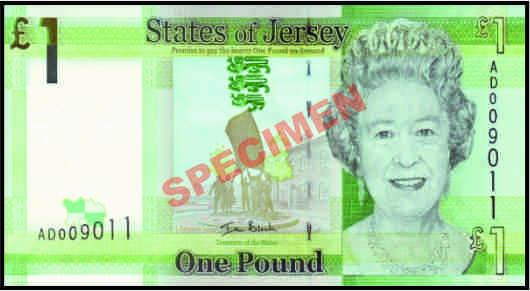 £1
States of Jersey
£1
Promise to pay the bearer One Pound on demand
SPECIMEN
AD009011
AD009011
Treasurer of the States
One Pound
£1